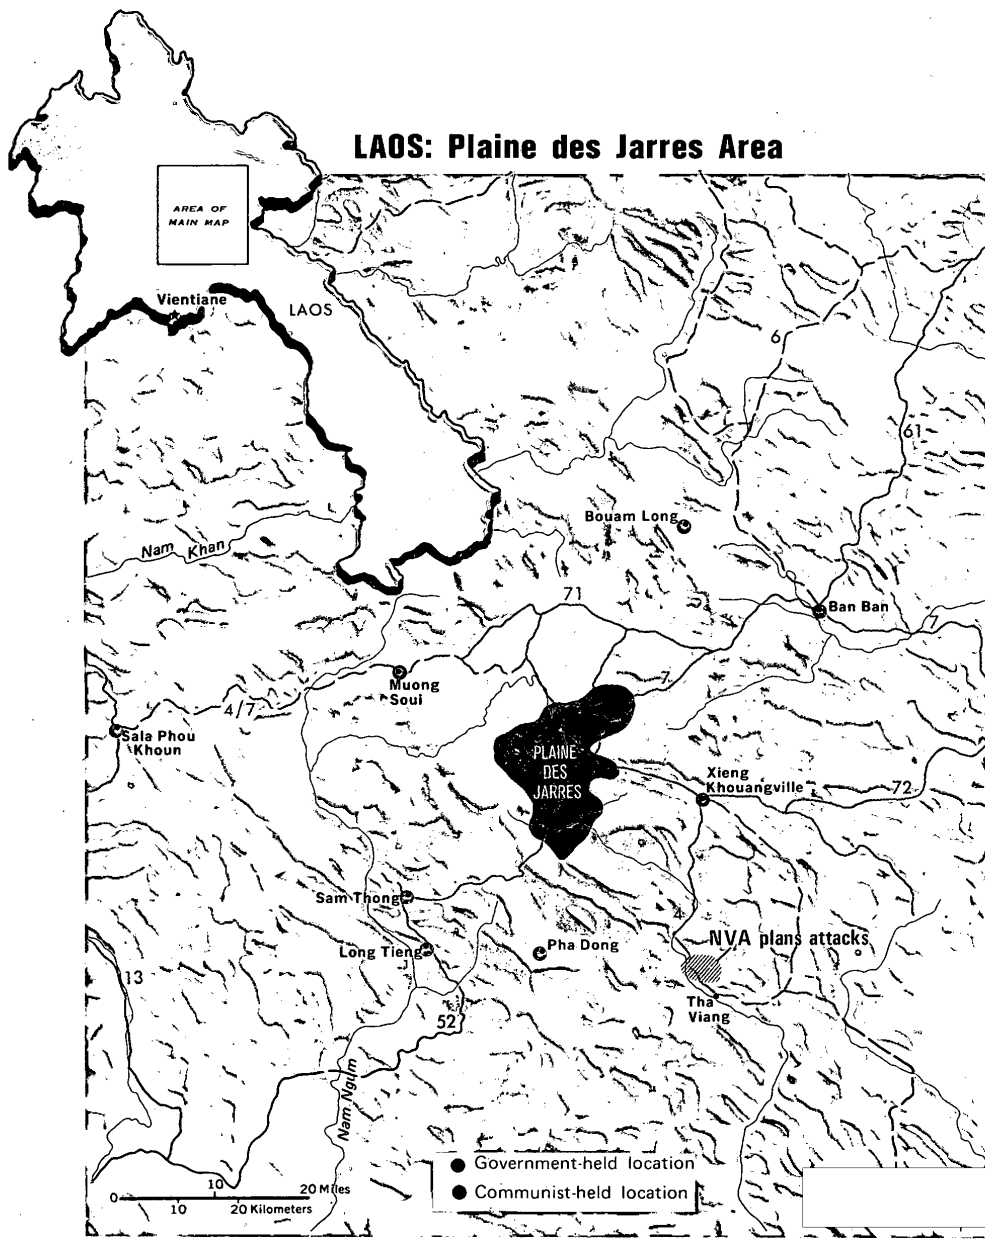 LAOS: Plaine des Jarres Area
AREA OF
MAIN MAP
Vientiane
LAOS
6
61
Bouam Long
Nam Khan
71
Ban Ban
7
Muong
Soui
7
4/7
Sala Phou
Khoun
PLAINE
DES
JARRES
Xieng
Khouangville
72
Sam Thong
4
NVA plans attacks
Pha Dong
Long Tieng
13
Tha
Viang
52
Nam Ngum
Government-held location
Communist-held location
0 10 20 Miles
10 20 Kilometers